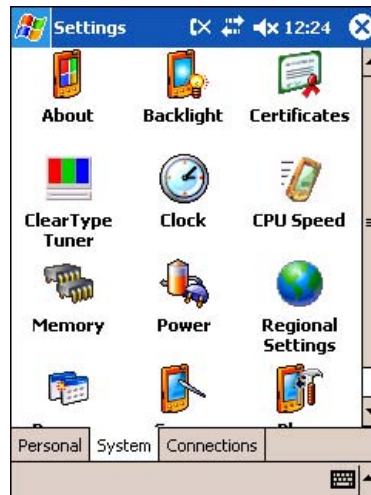 Settings 12:24
About Backlight Certificates
ClearType Tuner Clock CPU Speed
Memory Power Regional Settings
Personal System Connections